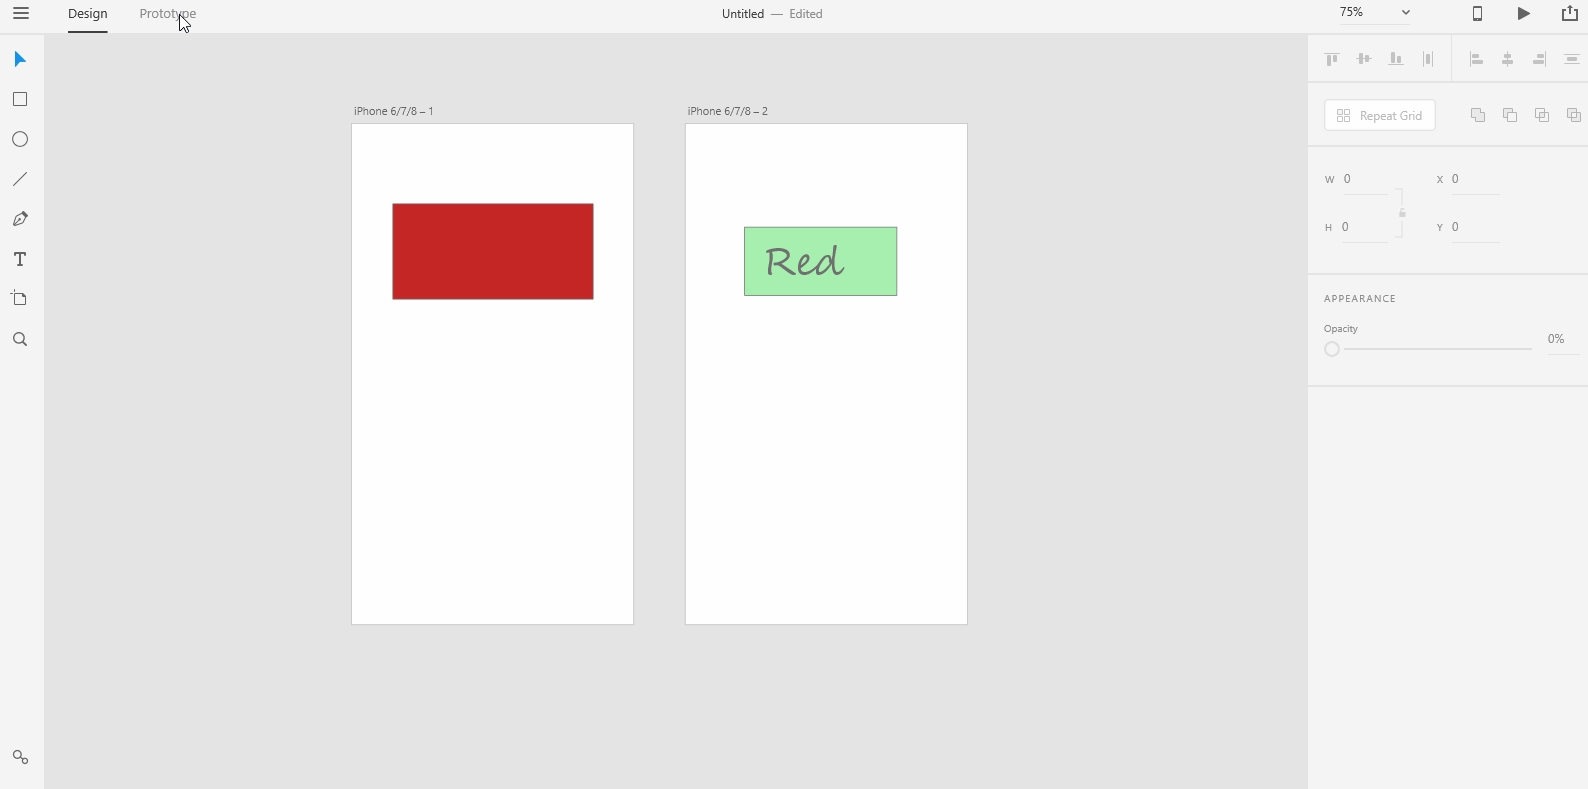 Design Prototype Untitled — Edited 75%
iPhone 6/7/8 – 1
iPhone 6/7/8 – 2
Red
Repeat Grid
W 0 X 0
H 0 Y 0
APPEARANCE
Opacity
0%